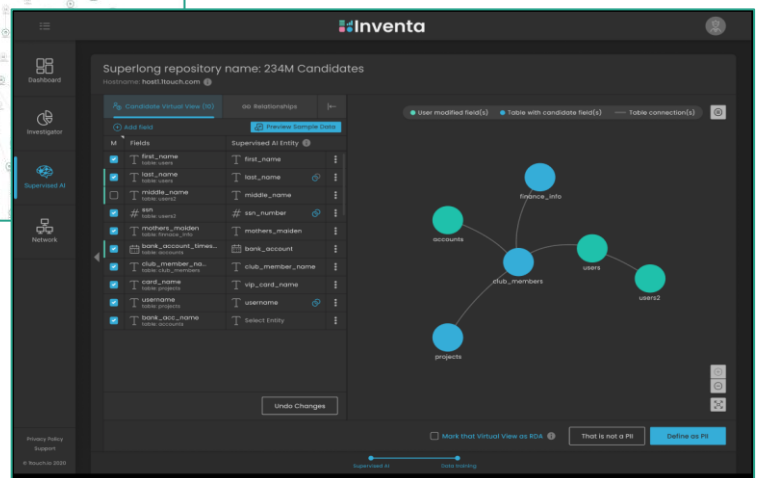 Inventa
Dashboard
Investigator
Supervised AI
Network
Privacy Policy
Support
Superlong repository name: 234M Candidates
Hostname: host1.1touch.com
Candidate Virtual View (10)
Relationships
Add field
Preview Sample Data
M Fields Supervised AI Entity
first_name first_name
table: users
last_name last_name
table: users
middle_name middle_name
table: users2
ssn ssn_number
table: users2
mothers_maiden mothers_maiden
table: finnase_info
bank_account_times... bank_account
table: accounts
club_member_na... club_member_name
table: club_members
card_name vip_card_name
table: projects
username username
table: projects
bank_acc_name Select Entity
table: accounts
Undo Changes
User modified field(s) Table with candidate field(s) Table connection(s)
finance_info
accounts
users
club_members
users2
projects
Mark that Virtual View as RDA
That is not a PII
Define as PII
Supervised AI Data training